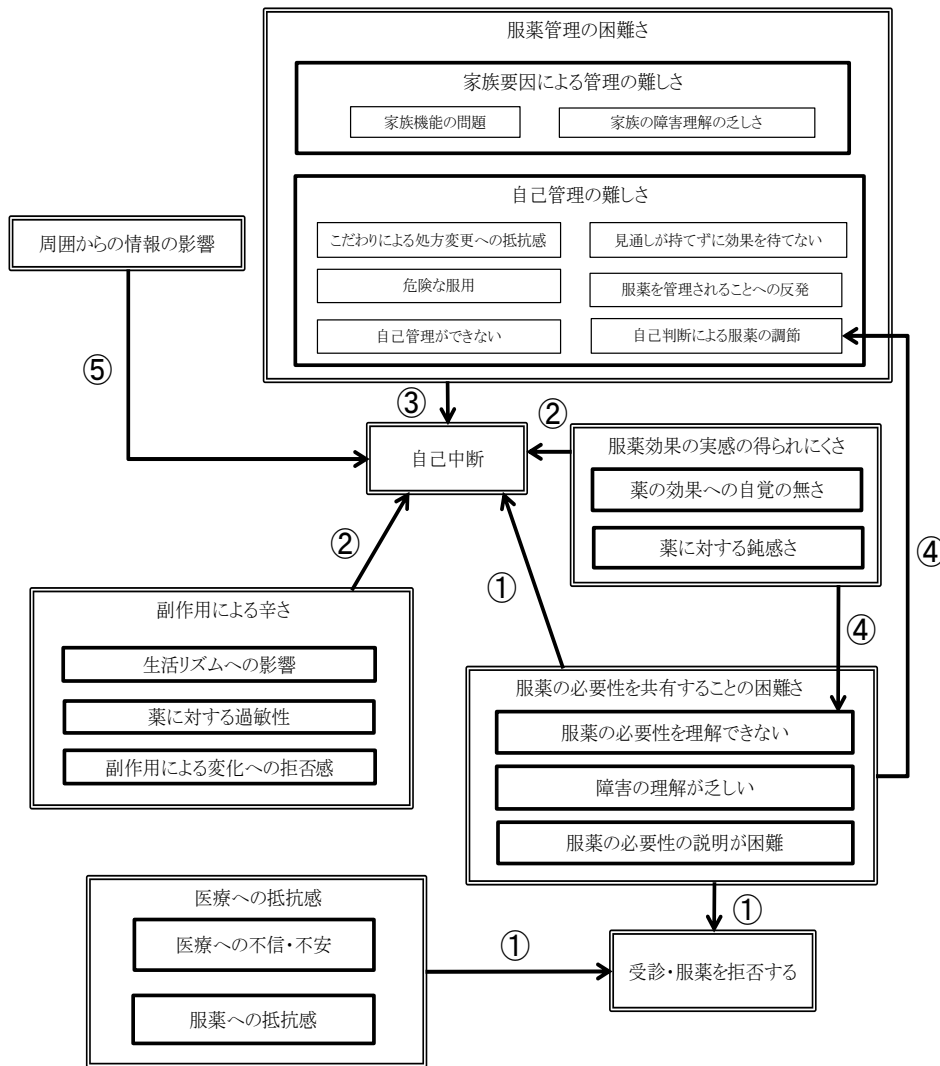 服薬管理の困難さ
家族要因による管理の難しさ
家族機能の問題
家族の障害理解の乏しさ
自己管理の難しさ
こだわりによる処方変更への抵抗感
見通しが持てずに効果を待てない
危険な服用
服薬を管理されることへの反発
自己管理ができない
自己判断による服薬の調節
周囲からの情報の影響
⑤
③
②
自己中断
服薬効果の実感の得られにくさ
薬の効果への自覚の無さ
薬に対する鈍感さ
②
①
④
④
副作用による辛さ
生活リズムへの影響
薬に対する過敏性
副作用による変化への拒否感
服薬の必要性を共有することの困難さ
服薬の必要性を理解できない
障害の理解が乏しい
服薬の必要性の説明が困難
医療への抵抗感
医療への不信・不安
服薬への抵抗感
①
①
受診・服薬を拒否する